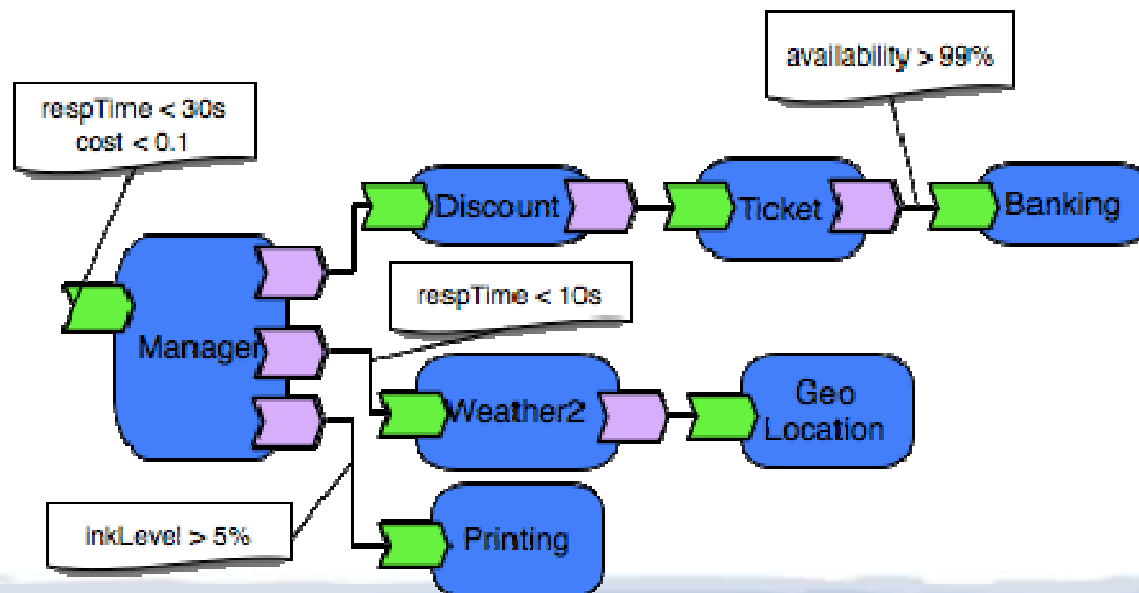 availability > 99%
respTime < 30s
cost < 0.1
Discount
Ticket
Banking
respTime < 10s
Manager
Weather2
Geo
Location
inkLevel > 5%
Printing